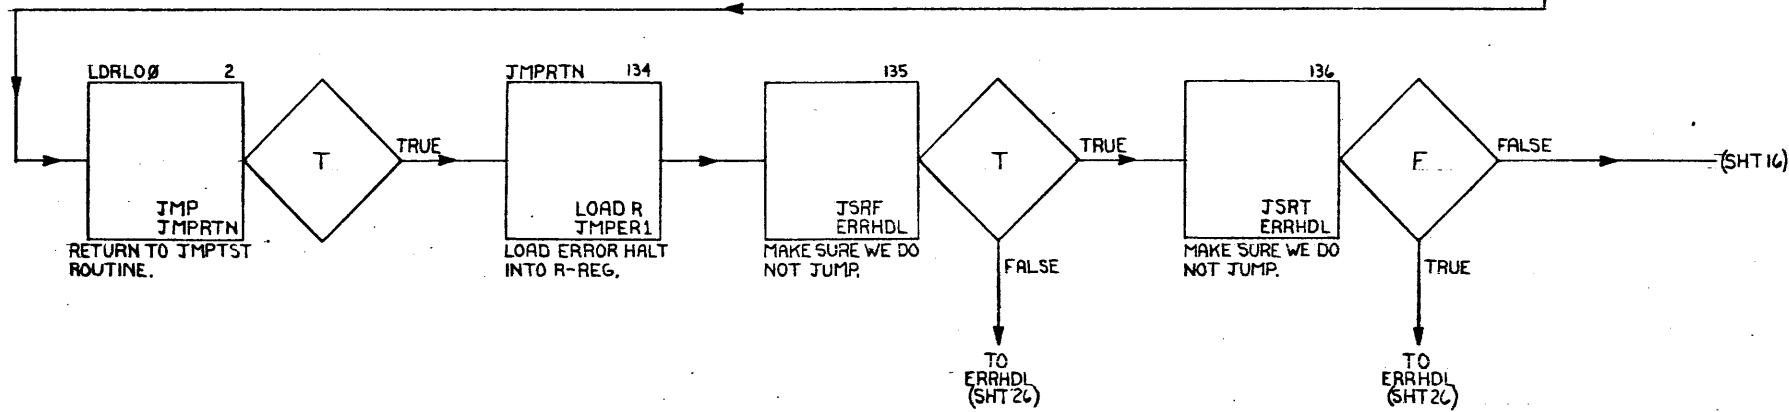 LDRLOØ 2
JMP
JMPRTN
RETURN TO JMPTST
ROUTINE.
T
TRUE
JMPRTN 134
LOAD R
JMPER1
LOAD ERROR HALT
INTO R-REG.
135
JSRF
ERRHDL
MAKE SURE WE DO
NOT JUMP.
T
TRUE
FALSE
TO
ERRHDL
(SHT 26)
136
JSRT
ERRHDL
MAKE SURE WE DO
NOT JUMP.
F
FALSE
(SHT 16)
TRUE
TO
ERRHDL
(SHT 26)